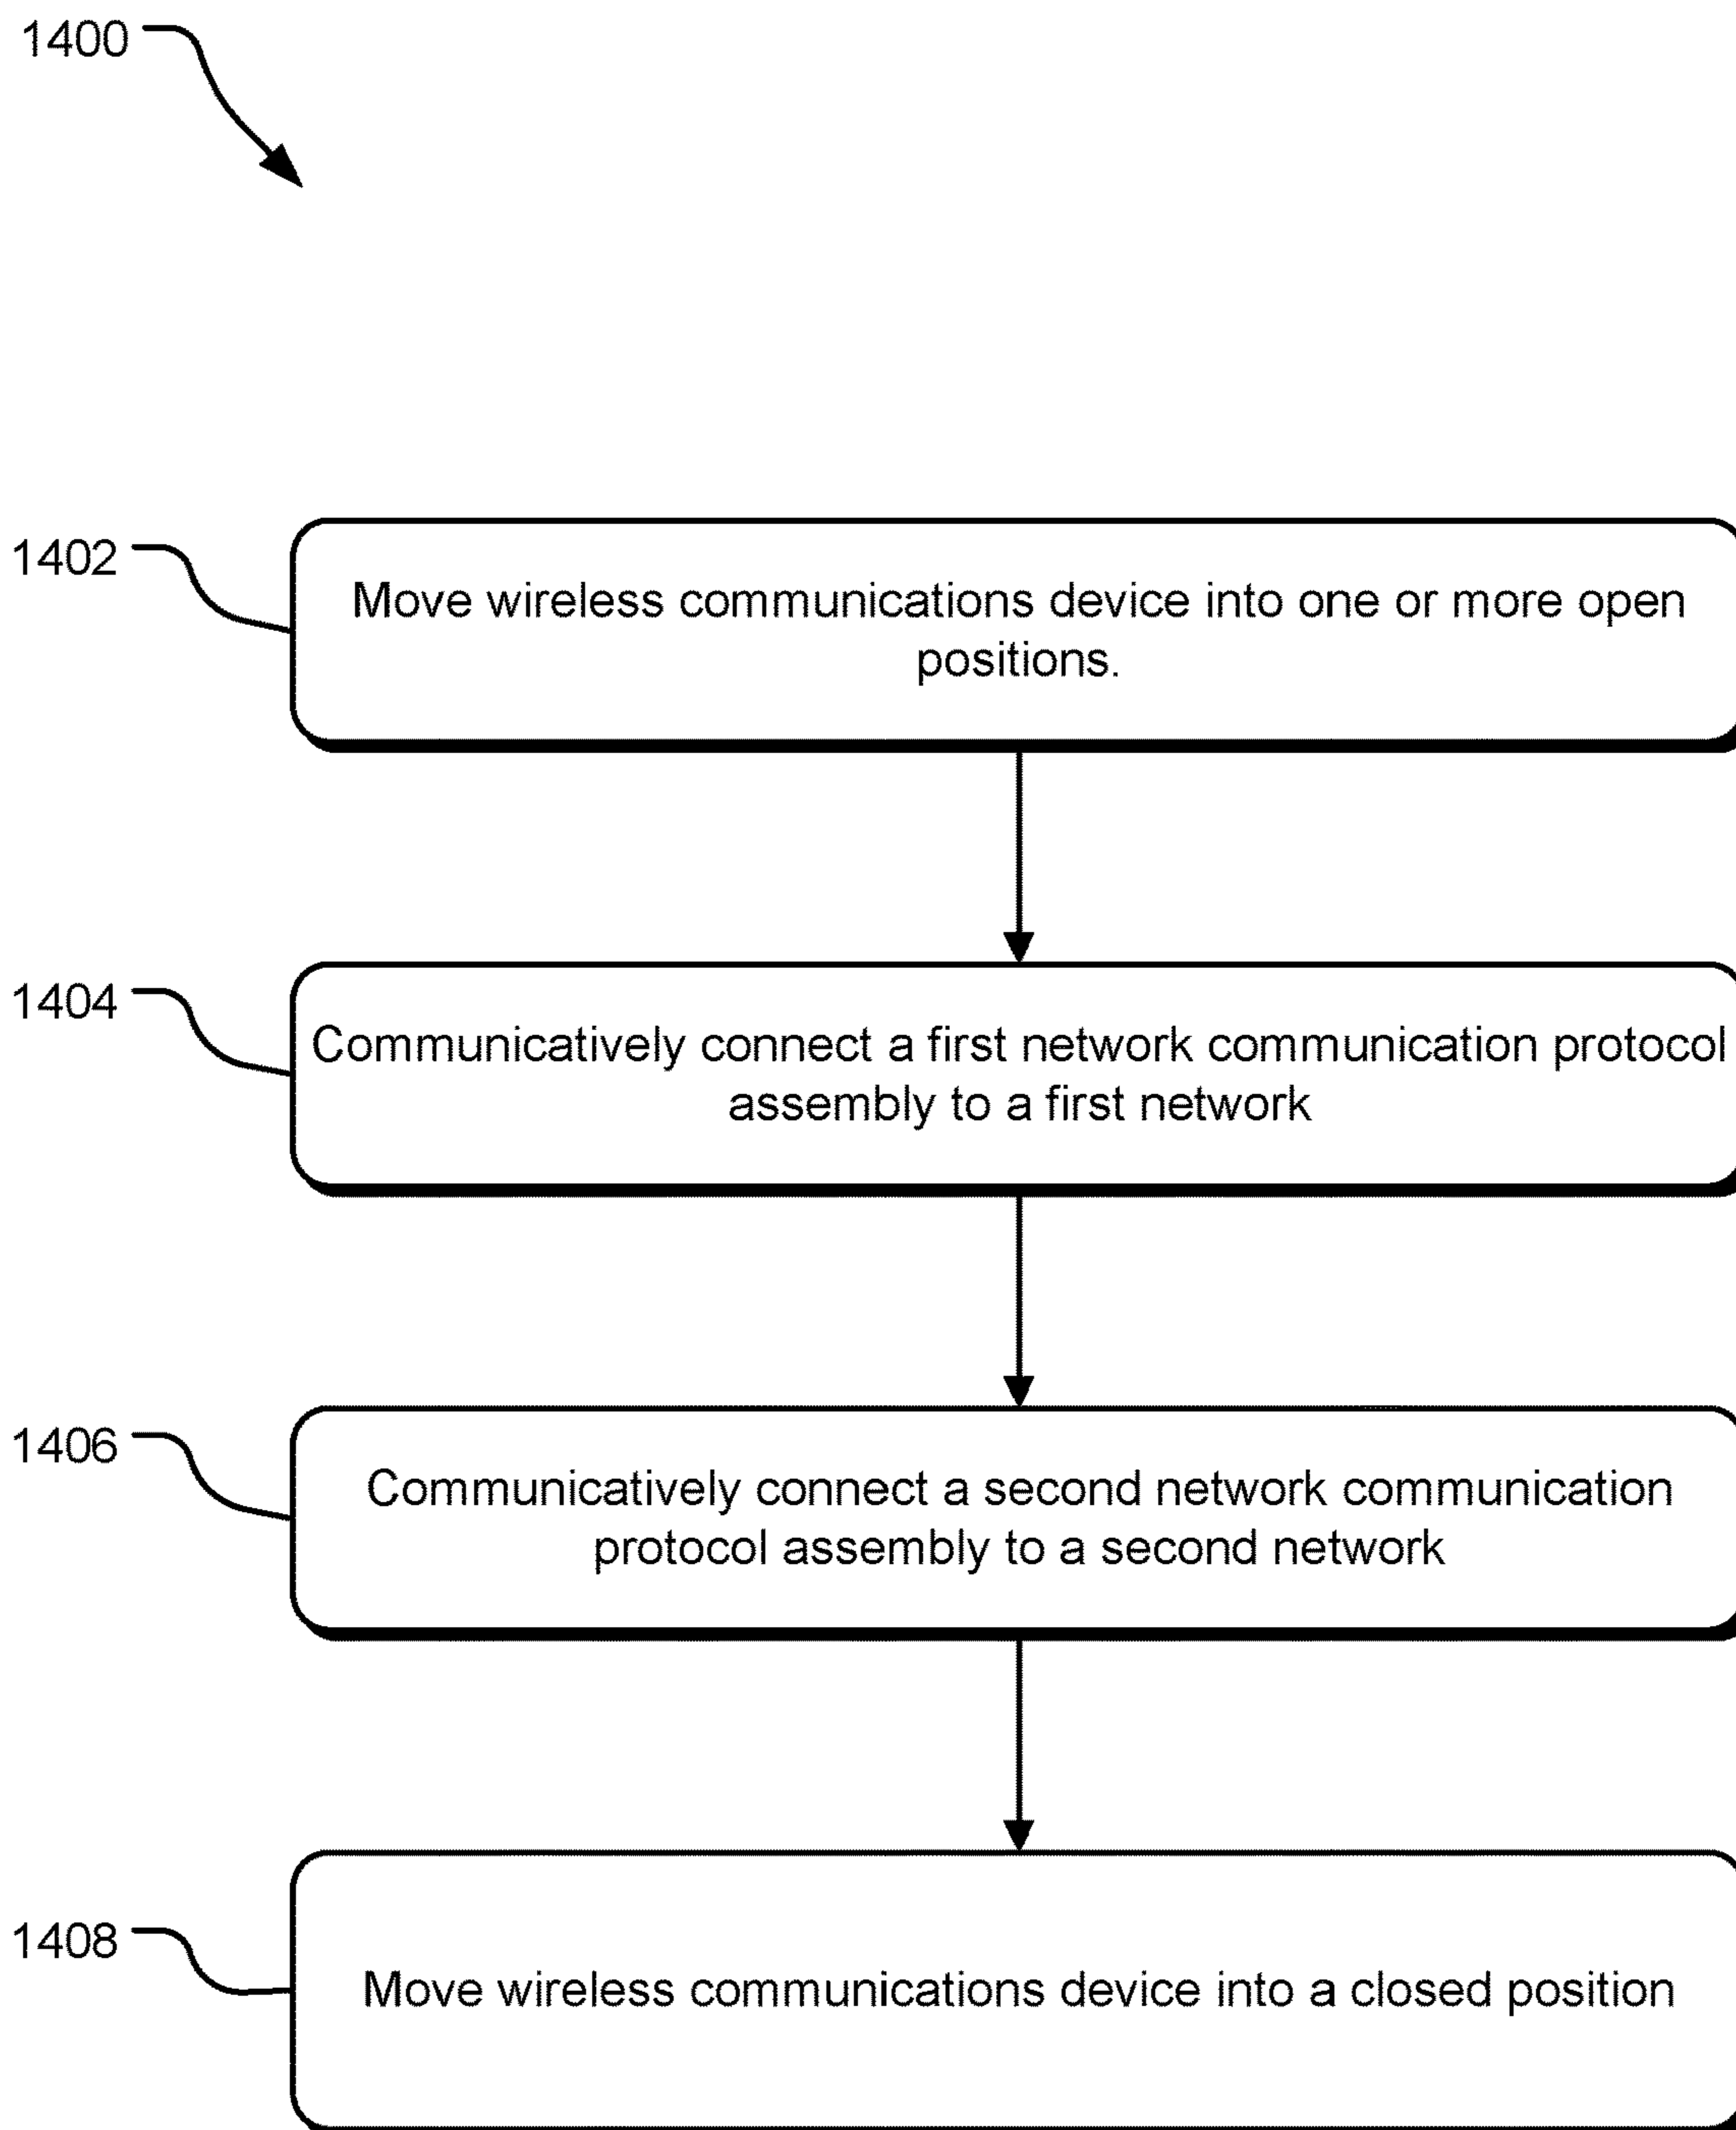 1400
1402
Move wireless communications device into one or more open
positions.
1404
Communicatively connect a first network communication protocol
assembly to a first network
1406
Communicatively connect a second network communication
protocol assembly to a second network
1408
Move wireless communications device into a closed position